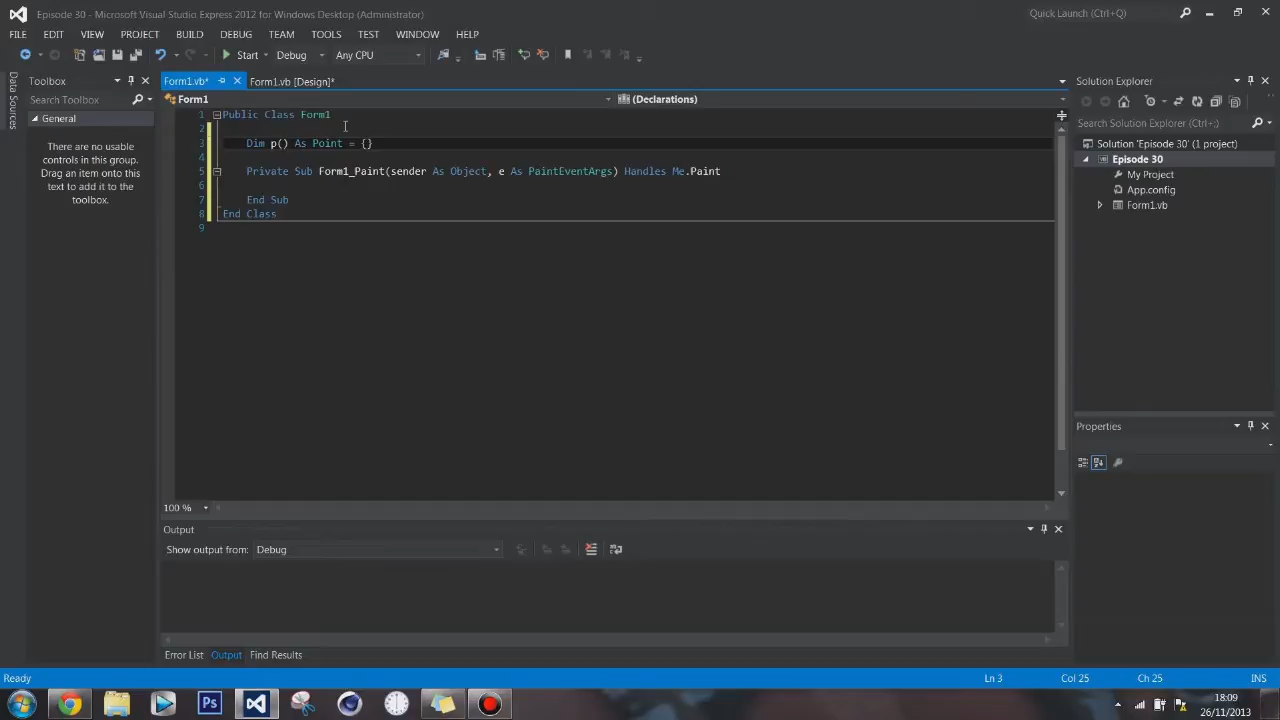 Episode 30 - Microsoft Visual Studio Express 2012 for Windows Desktop (Administrator)
Quick Launch (Ctrl+Q)
FILE EDIT VIEW PROJECT BUILD DEBUG TEAM TOOLS TEST WINDOW HELP
Start Debug Any CPU
Data Sources
Toolbox
Search Toolbox
General
There are no usable
controls in this group.
Drag an item onto this
text to add it to the
toolbox.
Form1.vb* Form1.vb [Design]*
Form1 (Declarations)
1 Public Class Form1
2
3 Dim p() As Point = {}
4
5 Private Sub Form1_Paint(sender As Object, e As PaintEventArgs) Handles Me.Paint
6
7 End Sub
8 End Class
9
100 %
Output
Show output from: Debug
Error List Output Find Results
Solution Explorer
Search Solution Explorer (Ctrl+;)
Solution 'Episode 30' (1 project)
Episode 30
My Project
App.config
Form1.vb
Properties
Ready Ln 3 Col 25 Ch 25 INS
Ps
18:09
26/11/2013